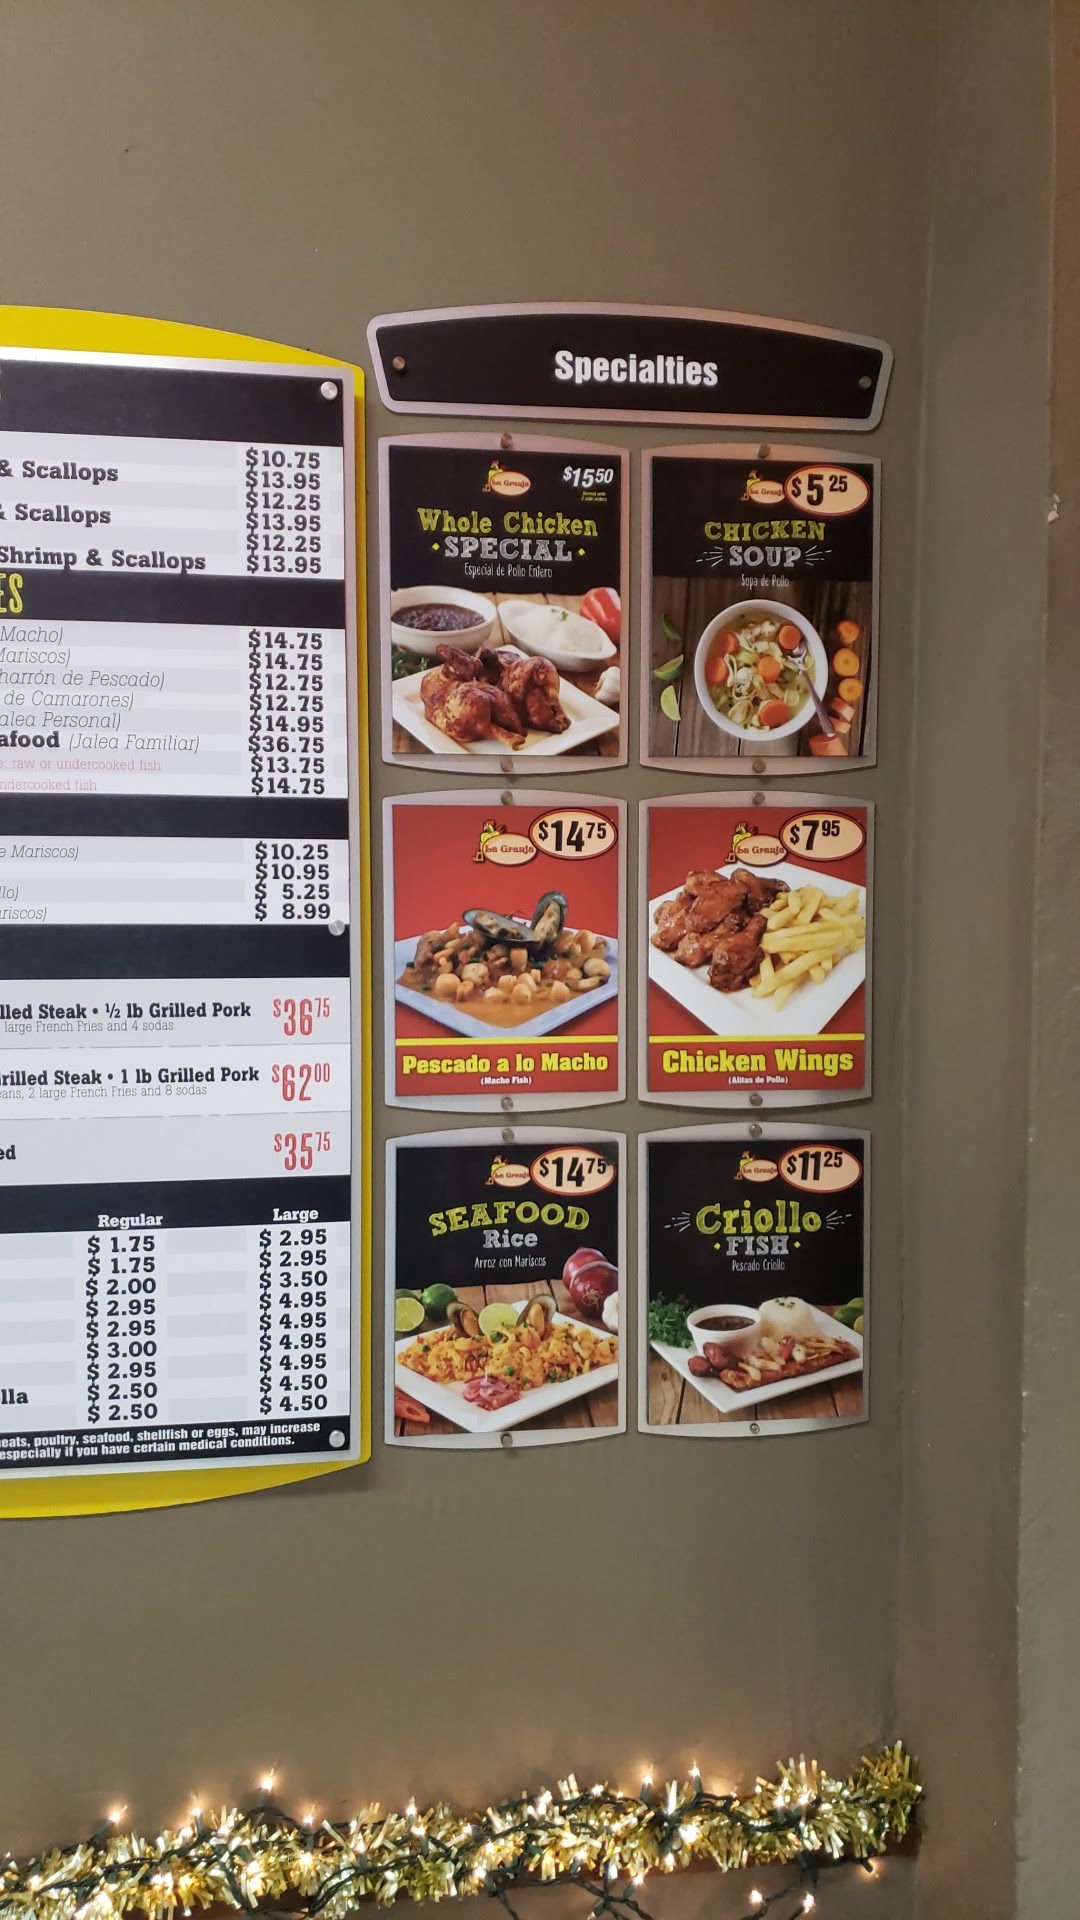 & Scallops
$10.75
$13.95
$12.25
& Scallops
$13.95
$12.25
Shrimp & Scallops
$13.95
ES
Macho)
$14.75
Mariscos)
$14.75
harrón de Pescado)
$12.75
de Camarones)
$12.75
alea Personal)
$14.95
afood (Jalea Familiar)
$36.75
: raw or undercooked fish
$13.75
ndercooked fish
$14.75
e Mariscos)
$10.25
$10.95
llo)
$ 5.25
riscos)
$ 8.99
lled Steak • ½ lb Grilled Pork $36 75
large French Fries and 4 sodas
rilled Steak • 1 lb Grilled Pork $62 00
ans, 2 large French Fries and 8 sodas
ed
$35 75
Regular Large
$ 1.75 $ 2.95
$ 1.75 $ 2.95
$ 2.00 $ 3.50
$ 2.95 $ 4.95
$ 2.95 $ 4.95
$ 3.00 $ 4.95
$ 2.95 $ 4.95
lla $ 2.50 $ 4.50
$ 2.50 $ 4.50
eats, poultry, seafood, shellfish or eggs, may increase
especially if you have certain medical conditions.
Specialties
La Granja
$15 50
Whole Chicken
• SPECIAL •
Especial de Pollo Entero
La Granja
$5 25
CHICKEN
SOUP
Sopa de Pollo
La Granja
$14 75
Pescado a lo Macho
(Macho Fish)
La Granja
$7 95
Chicken Wings
(Alitas de Pollo)
La Granja
$14 75
SEAFOOD
Rice
Arroz con Mariscos
La Granja
$11 25
Criollo
• FISH •
Pescado Criollo